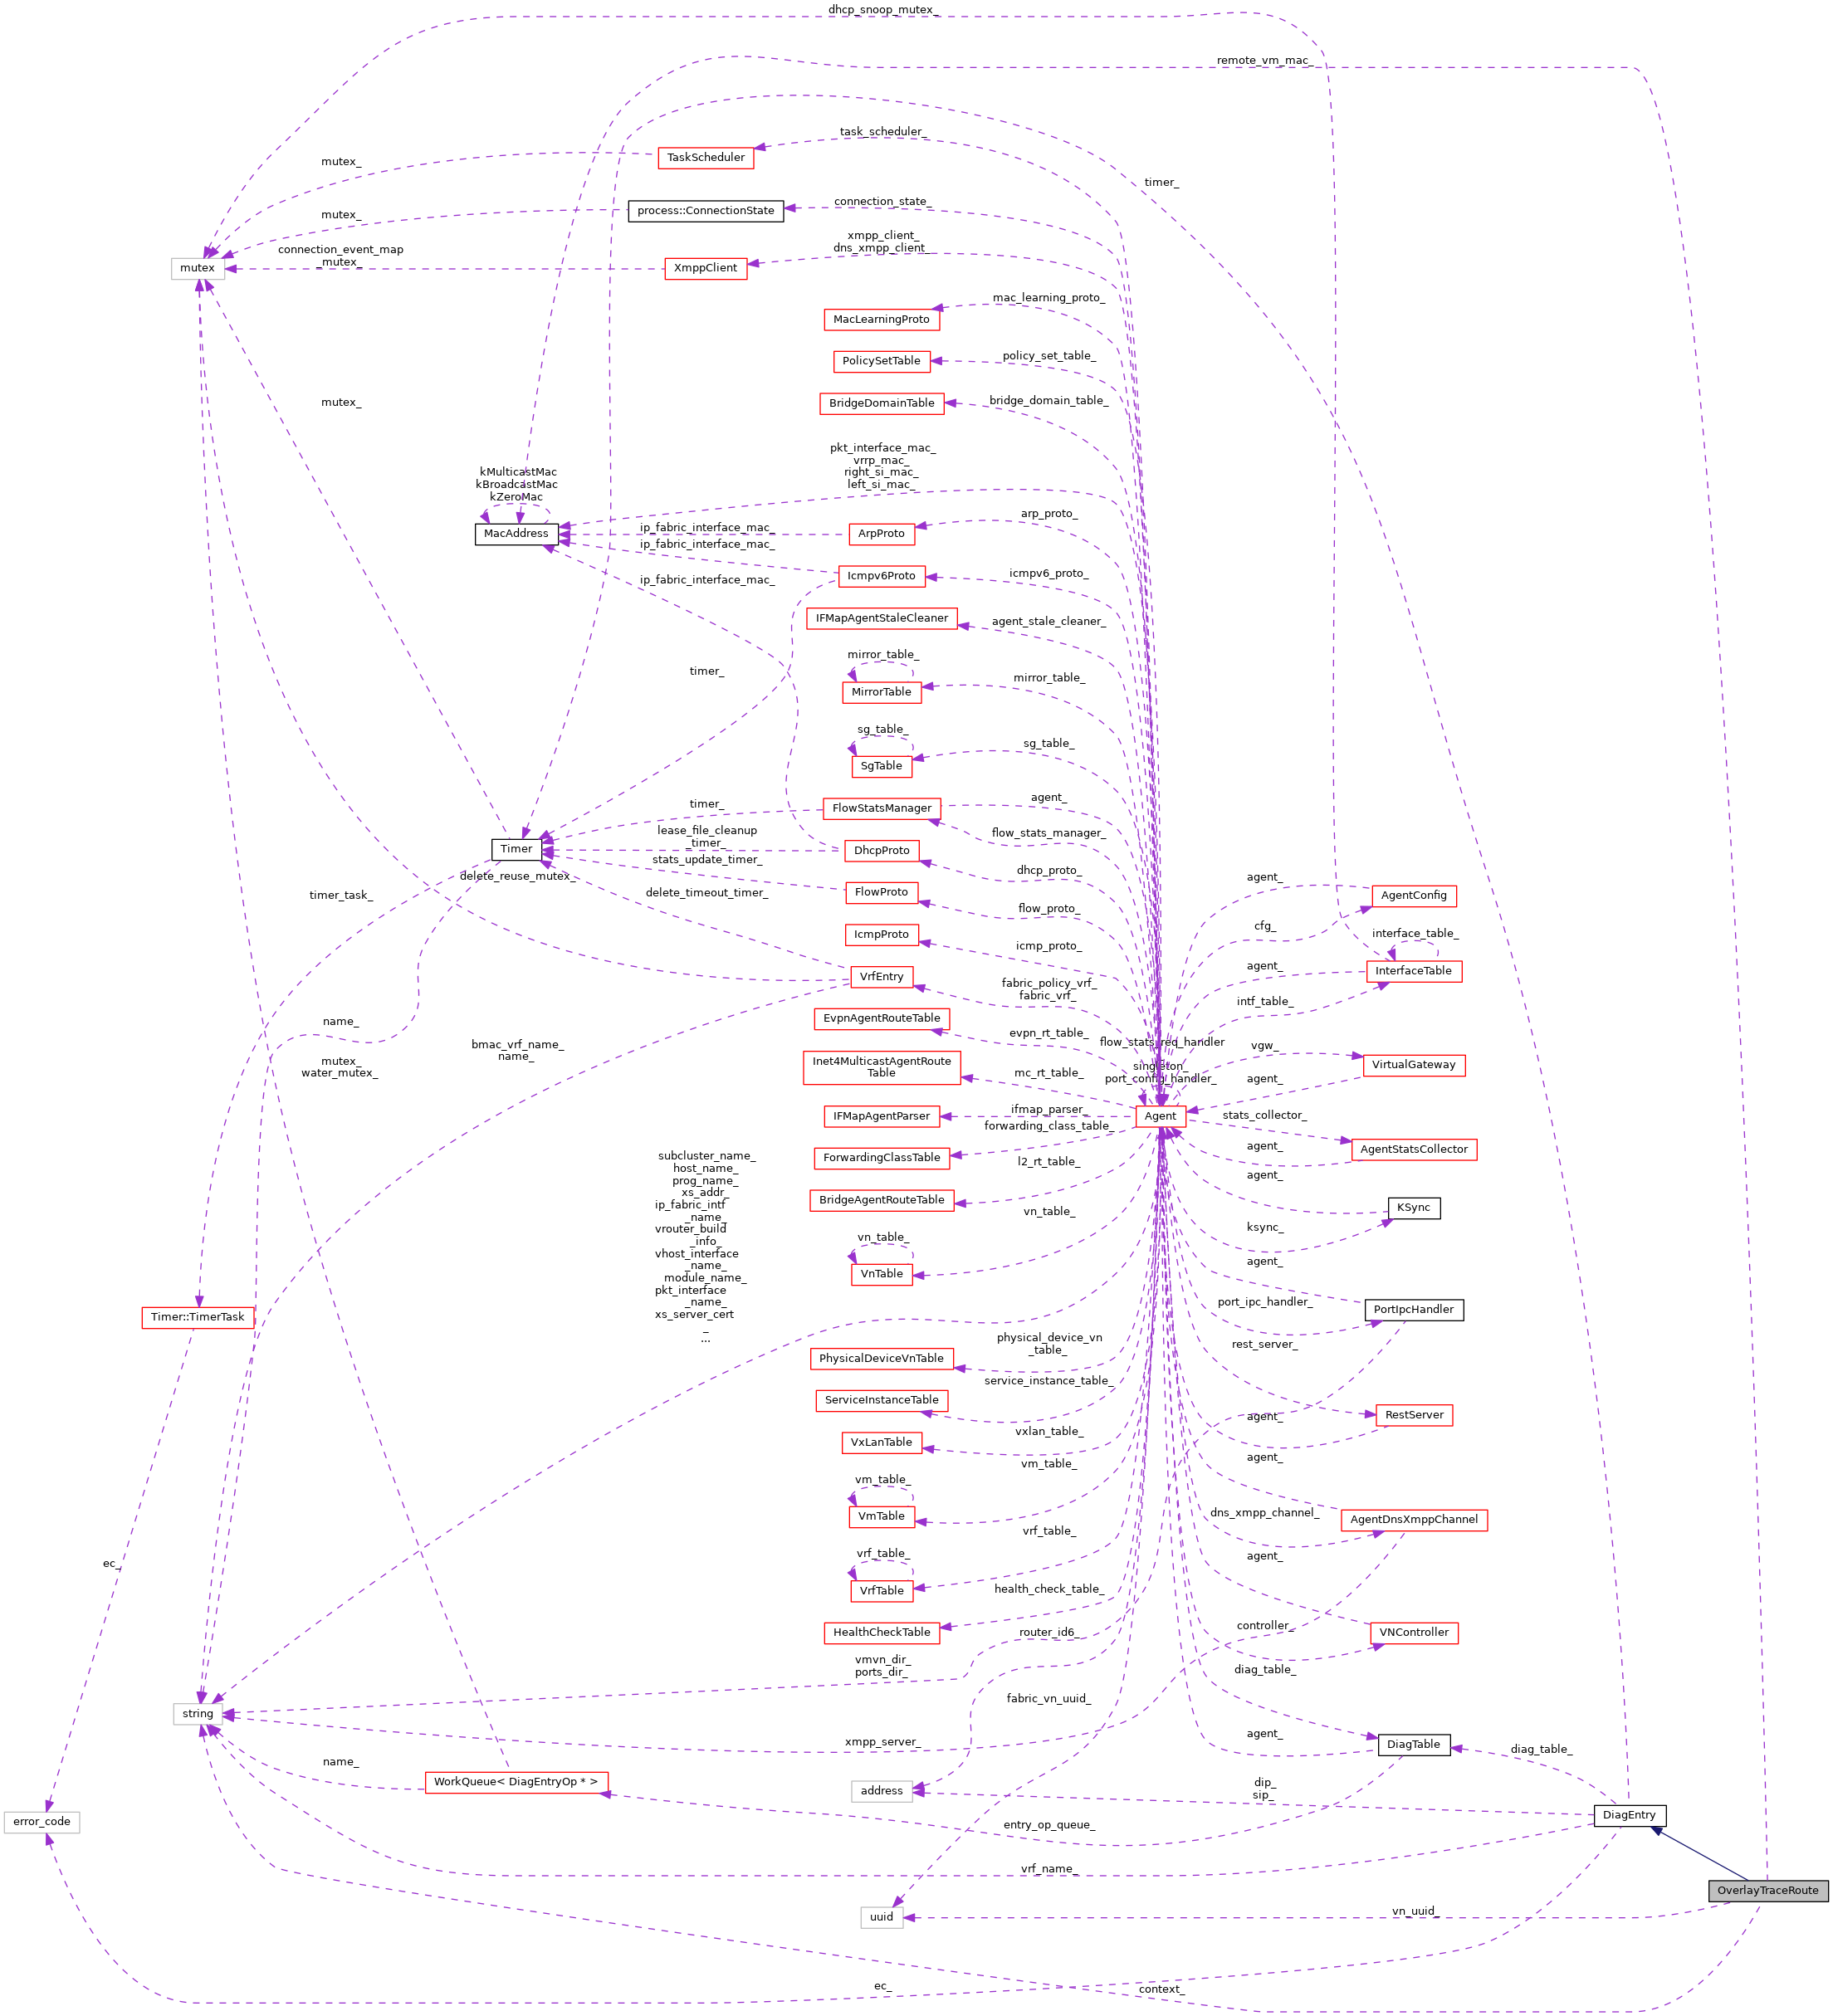 dhcp_snoop_mutex_
remote_vm_mac_
task_scheduler_
TaskScheduler
mutex_
timer_
connection_state_
process::ConnectionState
mutex_
xmpp_client_
dns_xmpp_client_
connection_event_map
_mutex_
mutex
XmppClient
mac_learning_proto_
MacLearningProto
policy_set_table_
PolicySetTable
bridge_domain_table_
BridgeDomainTable
mutex_
pkt_interface_mac_
vrrp_mac_
right_si_mac_
left_si_mac_
kMulticastMac
kBroadcastMac
kZeroMac
MacAddress
arp_proto_
ip_fabric_interface_mac_
ArpProto
ip_fabric_interface_mac_
icmpv6_proto_
Icmpv6Proto
ip_fabric_interface_mac_
agent_stale_cleaner_
IFMapAgentStaleCleaner
mirror_table_
timer_
mirror_table_
MirrorTable
sg_table_
sg_table_
SgTable
timer_
FlowStatsManager
agent_
flow_stats_manager_
lease_file_cleanup
_timer_
Timer
DhcpProto
stats_update_timer_
dhcp_proto_
delete_reuse_mutex_
timer_task_
delete_timeout_timer_
FlowProto
flow_proto_
agent_
AgentConfig
cfg_
IcmpProto
icmp_proto_
interface_table_
agent_
InterfaceTable
VrfEntry
fabric_policy_vrf_
fabric_vrf_
intf_table_
name_
EvpnAgentRouteTable
evpn_rt_table_
flow_stats_req_handler
_
singleton_
port_config_handler_
bmac_vrf_name_
name_
mutex_
water_mutex_
Inet4MulticastAgentRoute
Table
mc_rt_table_
vgw_
VirtualGateway
agent_
IFMapAgentParser
ifmap_parser_
Agent
stats_collector_
forwarding_class_table_
ForwardingClassTable
agent_
AgentStatsCollector
l2_rt_table_
agent_
BridgeAgentRouteTable
vn_table_
KSync
ksync_
vn_table_
VnTable
agent_
subcluster_name_
host_name_
prog_name_
xs_addr_
ip_fabric_intf
_name_
vrouter_build
_info_
vhost_interface
_name_
module_name_
pkt_interface
_name_
xs_server_cert
_
...
Timer::TimerTask
port_ipc_handler_
PortIpcHandler
physical_device_vn
_table_
PhysicalDeviceVnTable
rest_server_
service_instance_table_
ServiceInstanceTable
agent_
RestServer
vxlan_table_
VxLanTable
agent_
vm_table_
vm_table_
VmTable
dns_xmpp_channel_
AgentDnsXmppChannel
vrf_table_
vrf_table_
VrfTable
agent_
ec_
health_check_table_
HealthCheckTable
router_id6_
controller_
VNController
vmvn_dir_
ports_dir_
diag_table_
string
fabric_vn_uuid_
xmpp_server_
agent_
DiagTable
diag_table_
name_
WorkQueue< DiagEntryOp * >
address
dip_
sip_
error_code
entry_op_queue_
DiagEntry
vrf_name_
OverlayTraceRoute
uuid
vn_uuid_
ec_
context_